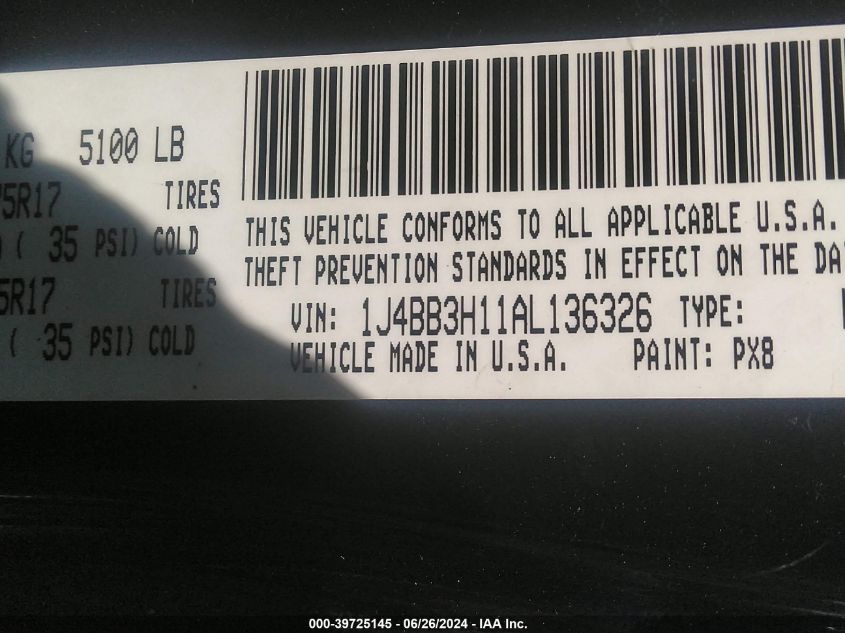 KG 5100 LB
75R17 TIRES
( 35 PSI) COLD
5R17 TIRES
( 35 PSI) COLD
THIS VEHICLE CONFORMS TO ALL APPLICABLE U.S.A.
THEFT PREVENTION STANDARDS IN EFFECT ON THE DA
VIN: 1J4BB3H11AL136326 TYPE:
VEHICLE MADE IN U.S.A. PAINT: PX8
000-39725145 - 06/26/2024 - IAA Inc.